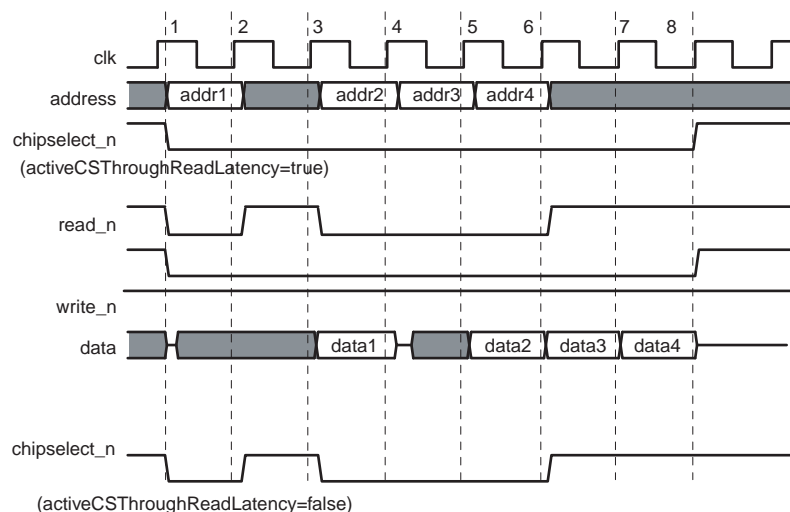 1 2 3 4 5 6 7 8
clk
address addr1 addr2 addr3 addr4
chipselect_n
(activeCSThroughReadLatency=true)
read_n
write_n
data data1 data2 data3 data4
chipselect_n
(activeCSThroughReadLatency=false)